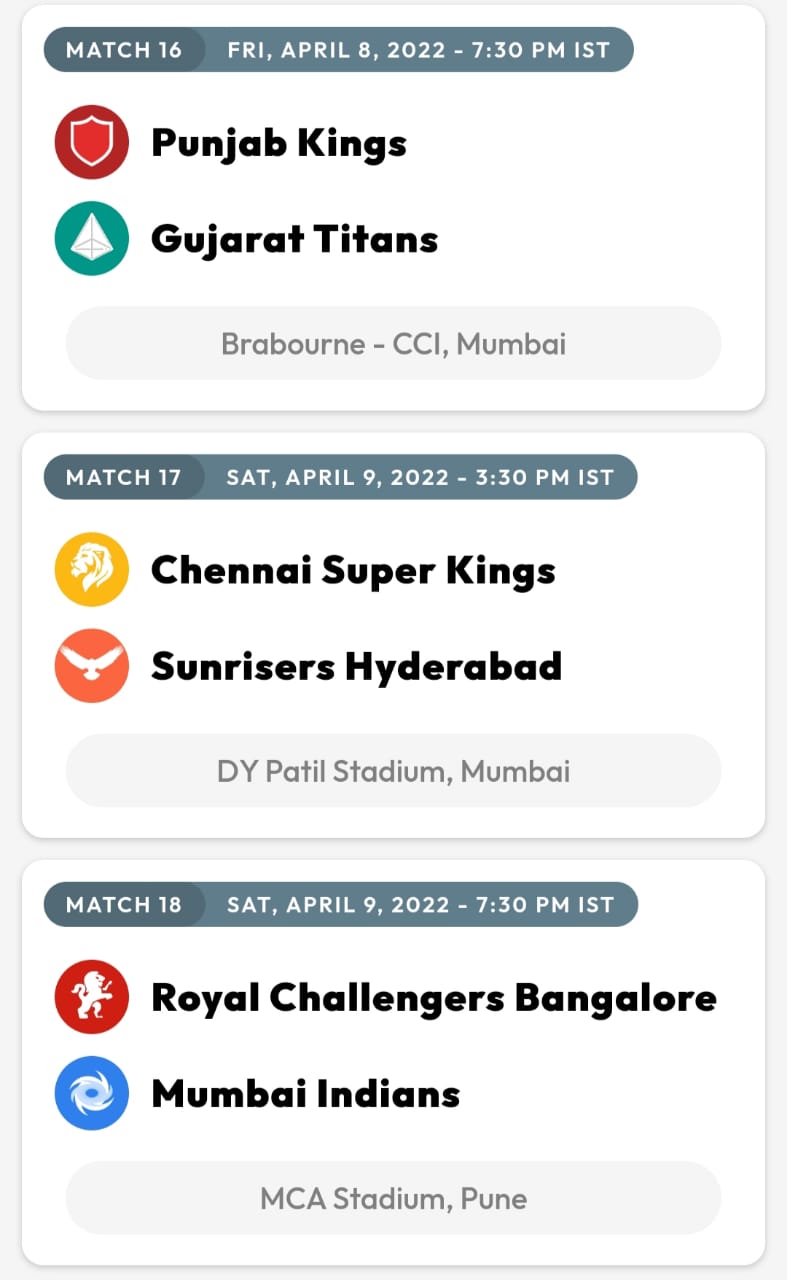 MATCH 16 FRI, APRIL 8, 2022 - 7:30 PM IST
Punjab Kings
Gujarat Titans
Brabourne - CCI, Mumbai
MATCH 17 SAT, APRIL 9, 2022 - 3:30 PM IST
Chennai Super Kings
Sunrisers Hyderabad
DY Patil Stadium, Mumbai
MATCH 18 SAT, APRIL 9, 2022 - 7:30 PM IST
Royal Challengers Bangalore
Mumbai Indians
MCA Stadium, Pune